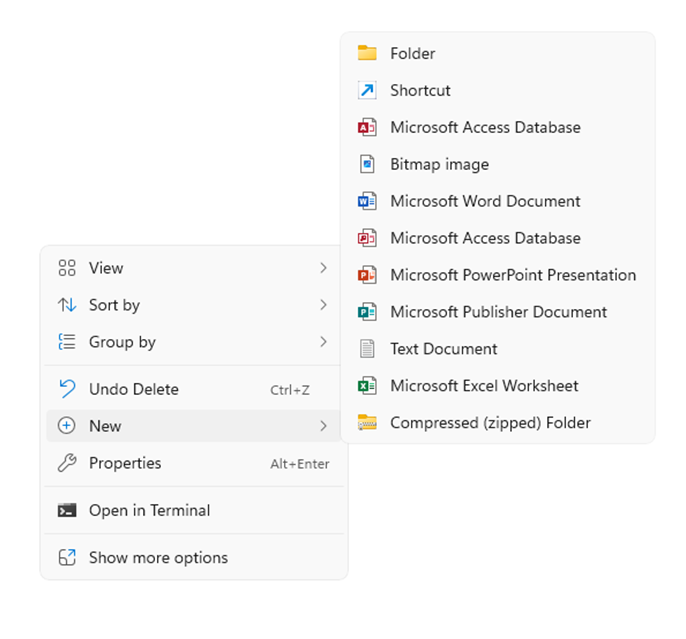 Folder
Shortcut
Microsoft Access Database
Bitmap image
Microsoft Word Document
Microsoft Access Database
Microsoft PowerPoint Presentation
Microsoft Publisher Document
Text Document
Microsoft Excel Worksheet
Compressed (zipped) Folder
View
Sort by
Group by
Undo Delete Ctrl+Z
New
Properties Alt+Enter
Open in Terminal
Show more options